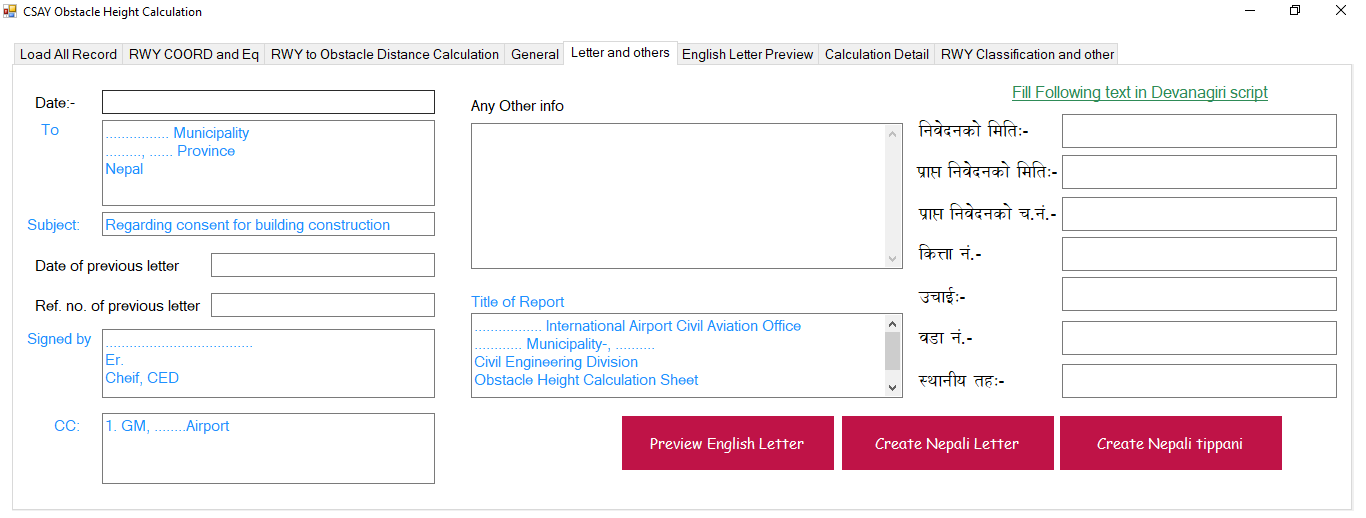 CSAY Obstacle Height Calculation
Load All Record
RWY COORD and Eq
RWY to Obstacle Distance Calculation
General
Letter and others
English Letter Preview
Calculation Detail
RWY Classification and other
Date:-
To
................ Municipality
........., ...... Province
Nepal
Subject:
Regarding consent for building construction
Date of previous letter
Ref. no. of previous letter
Signed by
............................................
Er.
Cheif, CED
CC:
1. GM, ........Airport
Any Other info
Title of Report
................. International Airport Civil Aviation Office
............ Municipality-, ..........
Civil Engineering Division
Obstacle Height Calculation Sheet
Fill Following text in Devanagiri script
निवेदनको मितिः-
प्राप्त निवेदनको मितिः-
प्राप्त निवेदनको च.नं.-
कित्ता नं.-
उचाईः-
वडा नं.-
स्थानीय तहः-
Preview English Letter
Create Nepali Letter
Create Nepali tippani